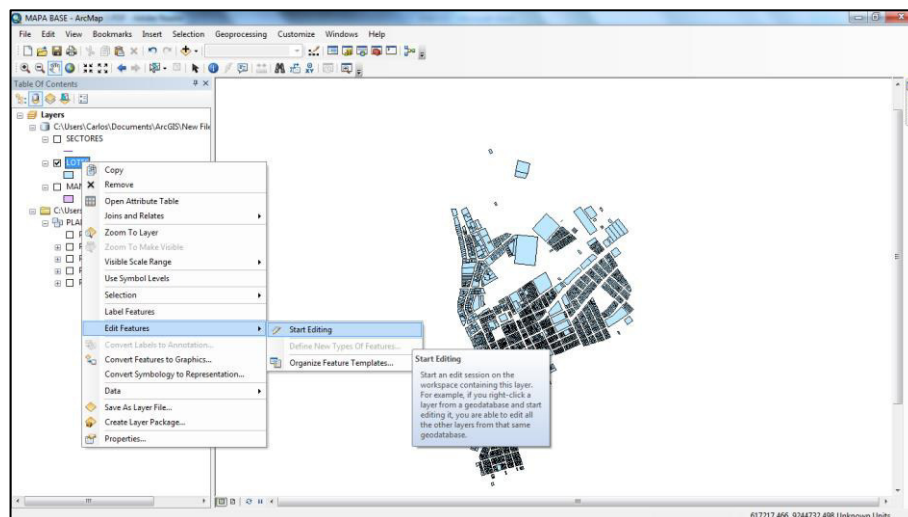 MAPA BASE - ArcMap
File Edit View Bookmarks Insert Selection Geoprocessing Customize Windows Help
Table Of Contents
Layers
C:\Users\Carlos\Documents\ArcGIS\New File
SECTORES
LOTE
MAN
C:\Users
PLA
Copy
Remove
Open Attribute Table
Joins and Relates
Zoom To Layer
Zoom To Make Visible
Visible Scale Range
Use Symbol Levels
Selection
Label Features
Edit Features
Convert Labels to Annotation...
Convert Features to Graphics...
Convert Symbology to Representation...
Data
Save As Layer File...
Create Layer Package...
Properties...
Start Editing
Define New Types Of Features...
Organize Feature Templates...
Start Editing
Start an edit session on the
workspace containing this layer.
For example, if you right-click a
layer from a geodatabase and start
editing it, you are able to edit all
the other layers from that same
geodatabase.
617217.466 9244732.498 Unknown Units